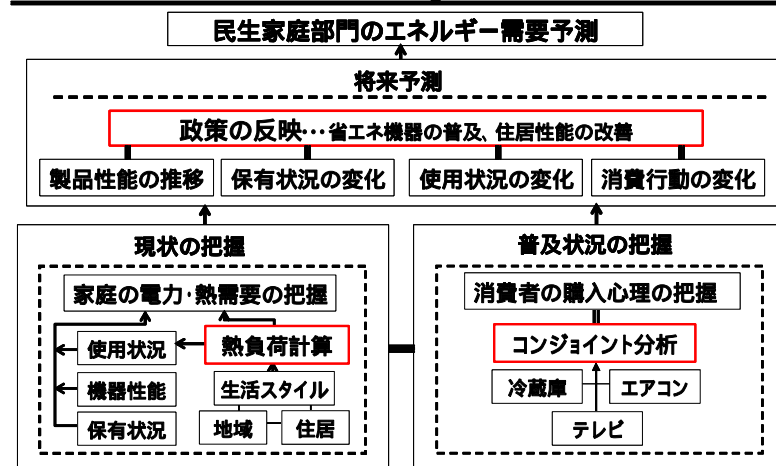 民生家庭部門のエネルギー需要予測
将来予測
政策の反映…省エネ機器の普及、住居性能の改善
製品性能の推移
保有状況の変化
使用状況の変化
消費行動の変化
現状の把握
家庭の電力・熱需要の把握
使用状況
熱負荷計算
機器性能
生活スタイル
保有状況
地域
住居
普及状況の把握
消費者の購入心理の把握
コンジョイント分析
冷蔵庫
エアコン
テレビ